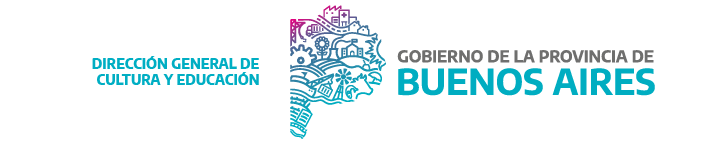 DIRECCIÓN GENERAL DE
CULTURA Y EDUCACIÓN
GOBIERNO DE LA PROVINCIA DE
BUENOS AIRES